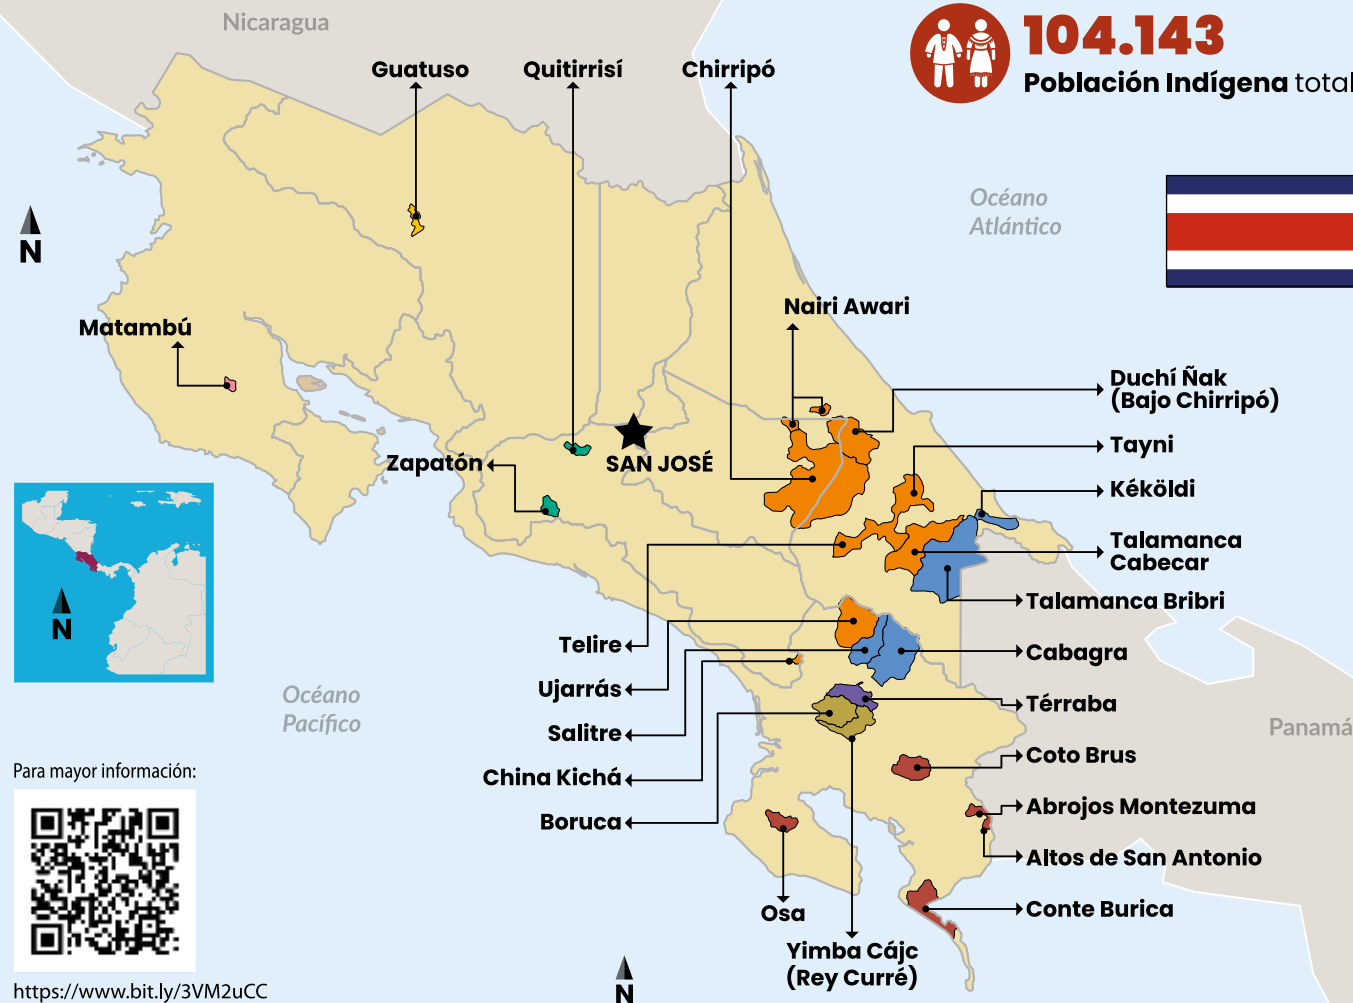 Nicaragua
104.143
Población Indígena total
Guatuso
Quitirrisí
Chirripó
Océano
Atlántico
N
Nairi Awari
Matambú
Duchí Ñak
(Bajo Chirripó)
Tayni
Zapatón
SAN JOSÉ
Kéköldi
Talamanca
Cabecar
Talamanca Bribri
N
Telire
Cabagra
Ujarrás
Océano
Pacífico
Térraba
Salitre
Panamá
Coto Brus
China Kichá
Para mayor información:
Abrojos Montezuma
Boruca
Altos de San Antonio
Osa
Conte Burica
Yimba Cájc
(Rey Curré)
https://www.bit.ly/3VM2uCC
N